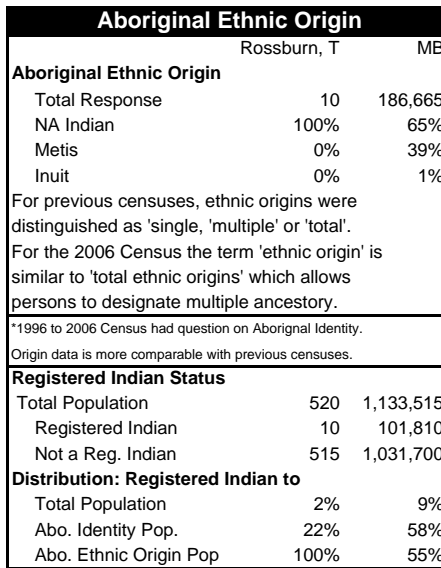 Aboriginal Ethnic Origin
Rossburn, T MB
Aboriginal Ethnic Origin
Total Response 10 186,665
NA Indian 100% 65%
Metis 0% 39%
Inuit 0% 1%
For previous censuses, ethnic origins were
distinguished as 'single, 'multiple' or 'total'.
For the 2006 Census the term 'ethnic origin' is
similar to 'total ethnic origins' which allows
persons to designate multiple ancestory.
*1996 to 2006 Census had question on Aborignal Identity.
Origin data is more comparable with previous censuses.
Registered Indian Status
Total Population 520 1,133,515
Registered Indian 10 101,810
Not a Reg. Indian 515 1,031,700
Distribution: Registered Indian to
Total Population 2% 9%
Abo. Identity Pop. 22% 58%
Abo. Ethnic Origin Pop 100% 55%